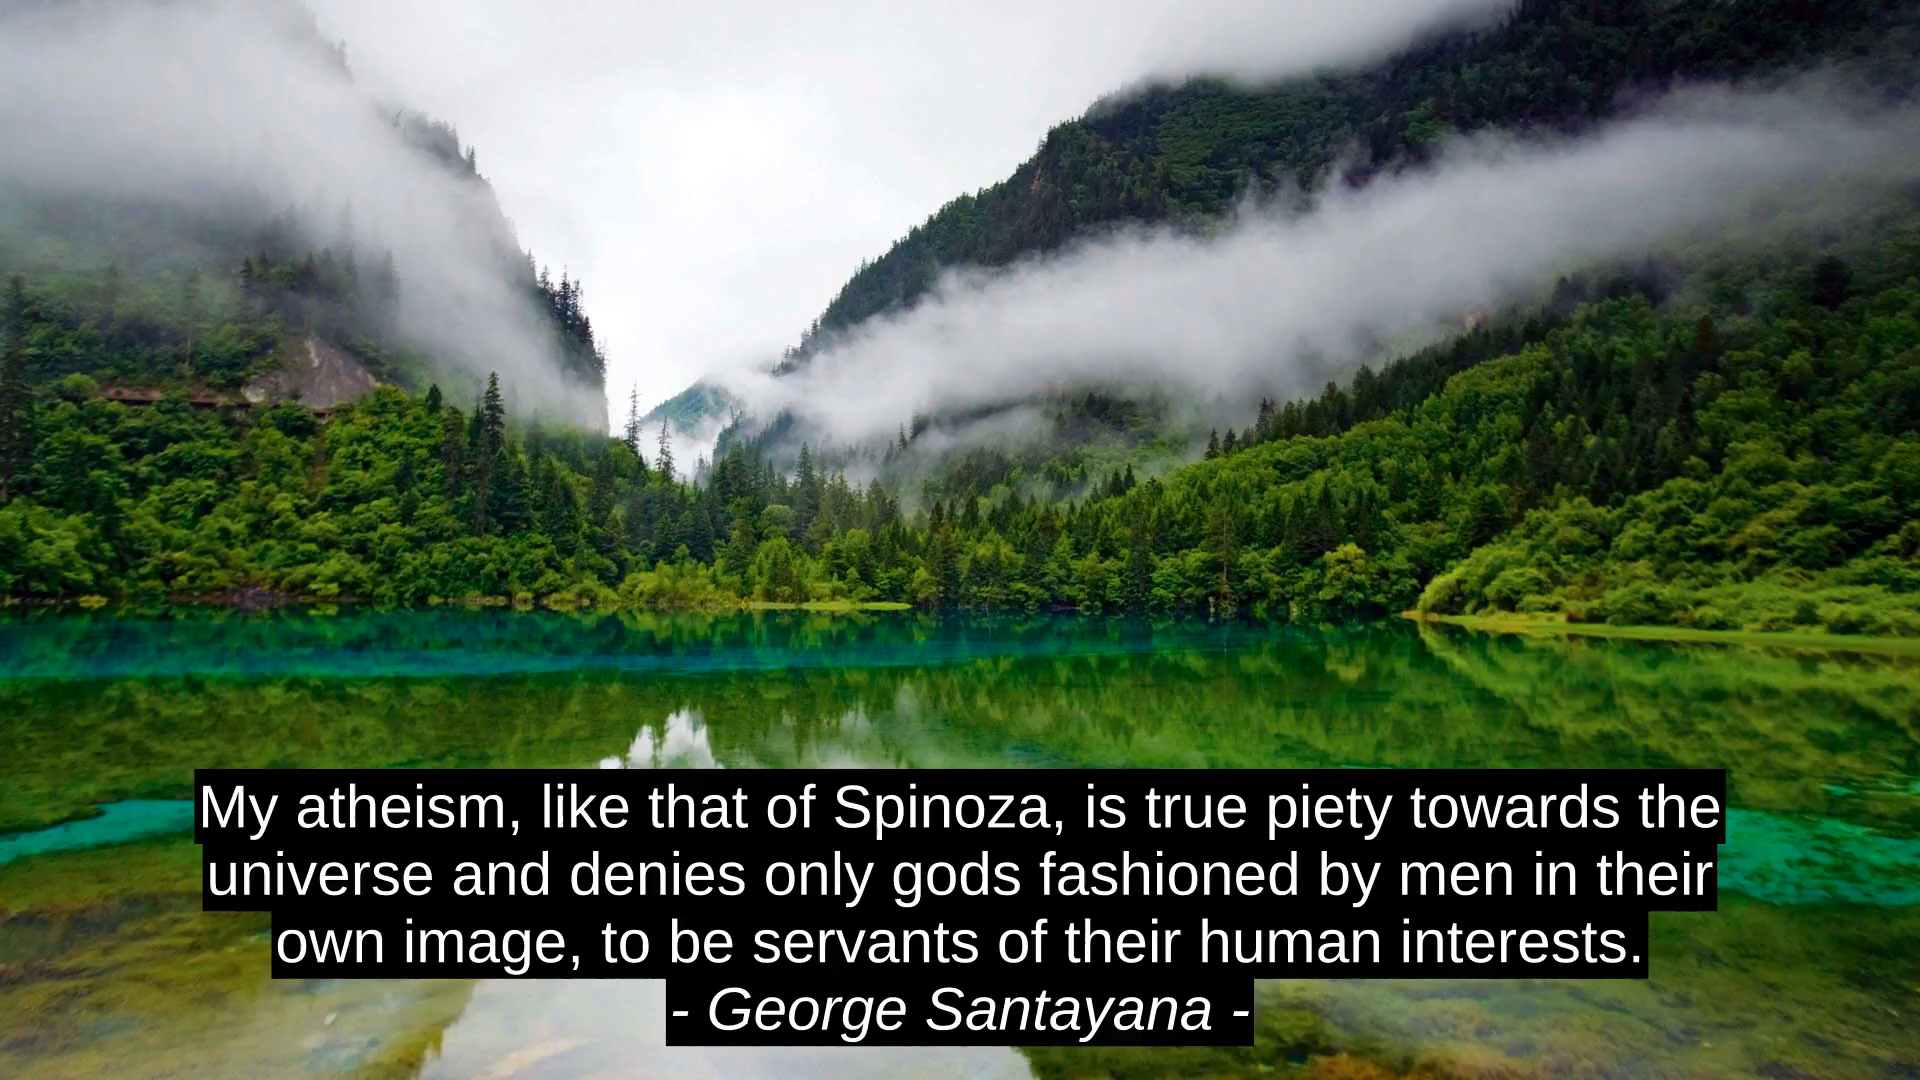 My atheism, like that of Spinoza, is true piety towards the
universe and denies only gods fashioned by men in their
own image, to be servants of their human interests.
- George Santayana -